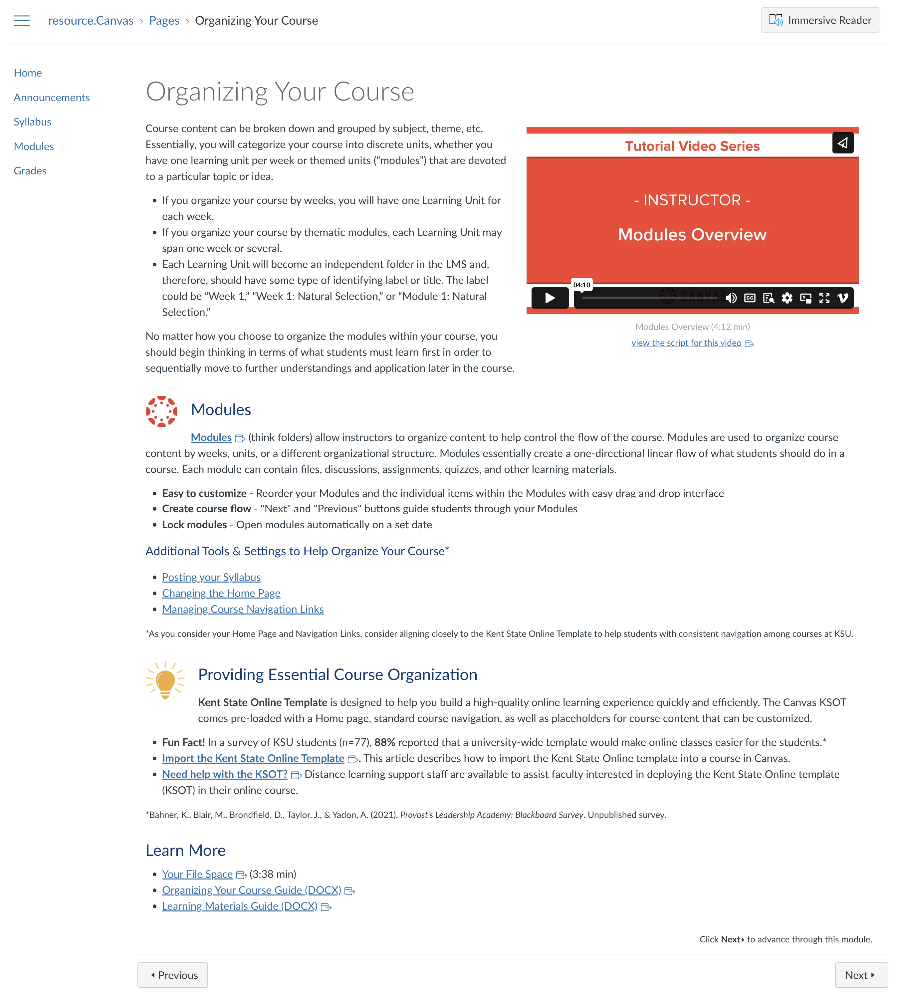 resource.Canvas › Pages › Organizing Your Course
Immersive Reader
Home
Announcements
Syllabus
Modules
Grades
Organizing Your Course
Course content can be broken down and grouped by subject, theme, etc.
Essentially, you will categorize your course into discrete units, whether you
have one learning unit per week or themed units (“modules”) that are devoted
to a particular topic or idea.
• If you organize your course by weeks, you will have one Learning Unit for
each week.
• If you organize your course by thematic modules, each Learning Unit may
span one week or several.
• Each Learning Unit will become an independent folder in the LMS and,
therefore, should have some type of identifying label or title. The label
could be “Week 1,” “Week 1: Natural Selection,” or “Module 1: Natural
Selection.”
No matter how you choose to organize the modules within your course, you
should begin thinking in terms of what students must learn first in order to
sequentially move to further understandings and application later in the course.
Tutorial Video Series
- INSTRUCTOR -
Modules Overview
04:10
CANVAS
CC
Modules Overview (4:12 min)
view the script for this video
Modules
Modules (think folders) allow instructors to organize content to help control the flow of the course. Modules are used to organize course
content by weeks, units, or a different organizational structure. Modules essentially create a one-directional linear flow of what students should do in a
course. Each module can contain files, discussions, assignments, quizzes, and other learning materials.
• Easy to customize - Reorder your Modules and the individual items within the Modules with easy drag and drop interface
• Create course flow - "Next" and "Previous" buttons guide students through your Modules
• Lock modules - Open modules automatically on a set date
Additional Tools & Settings to Help Organize Your Course*
• Posting your Syllabus
• Changing the Home Page
• Managing Course Navigation Links
*As you consider your Home Page and Navigation Links, consider aligning closely to the Kent State Online Template to help students with consistent navigation among courses at KSU.
Providing Essential Course Organization
Kent State Online Template is designed to help you build a high-quality online learning experience quickly and efficiently. The Canvas KSOT
comes pre-loaded with a Home page, standard course navigation, as well as placeholders for course content that can be customized.
• Fun Fact! In a survey of KSU students (n=77), 88% reported that a university-wide template would make online classes easier for the students.*
• Import the Kent State Online Template . This article describes how to import the Kent State Online template into a course in Canvas.
• Need help with the KSOT? Distance learning support staff are available to assist faculty interested in deploying the Kent State Online template
(KSOT) in their online course.
*Bahner, K., Blair, M., Brondfield, D., Taylor, J., & Yadon, A. (2021). Provost's Leadership Academy: Blackboard Survey. Unpublished survey.
Learn More
• Your File Space (3:38 min)
• Organizing Your Course Guide (DOCX)
• Learning Materials Guide (DOCX)
Click Next to advance through this module.
Previous
Next